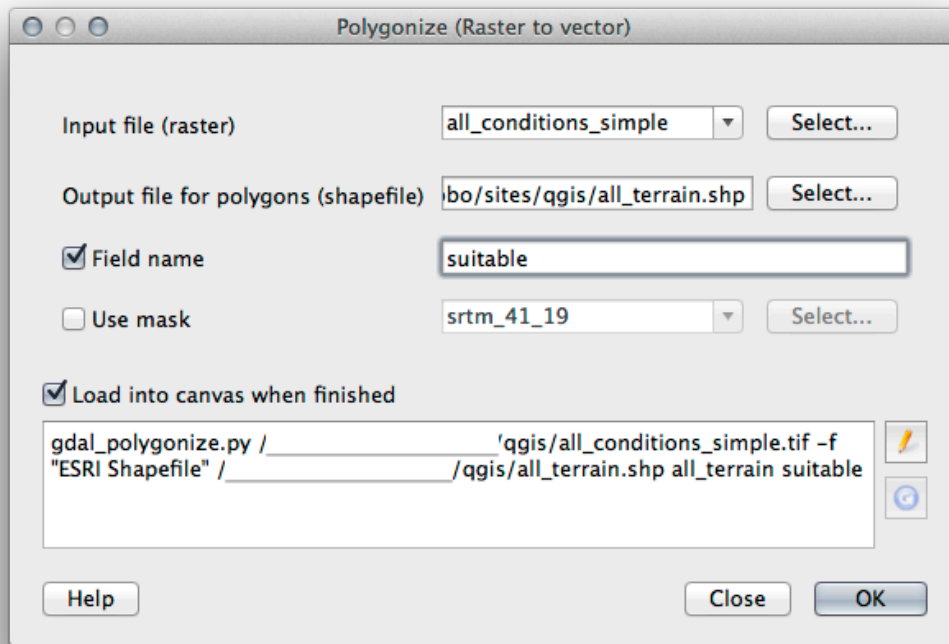 Polygonize (Raster to vector)
Input file (raster) all_conditions_simple Select...
Output file for polygons (shapefile) bo/sites/qgis/all_terrain.shp Select...
Field name suitable
Use mask srtm_41_19 Select...
Load into canvas when finished
gdal_polygonize.py /____________________/qgis/all_conditions_simple.tif -f
"ESRI Shapefile" /____________________/qgis/all_terrain.shp all_terrain suitable
Help Close OK